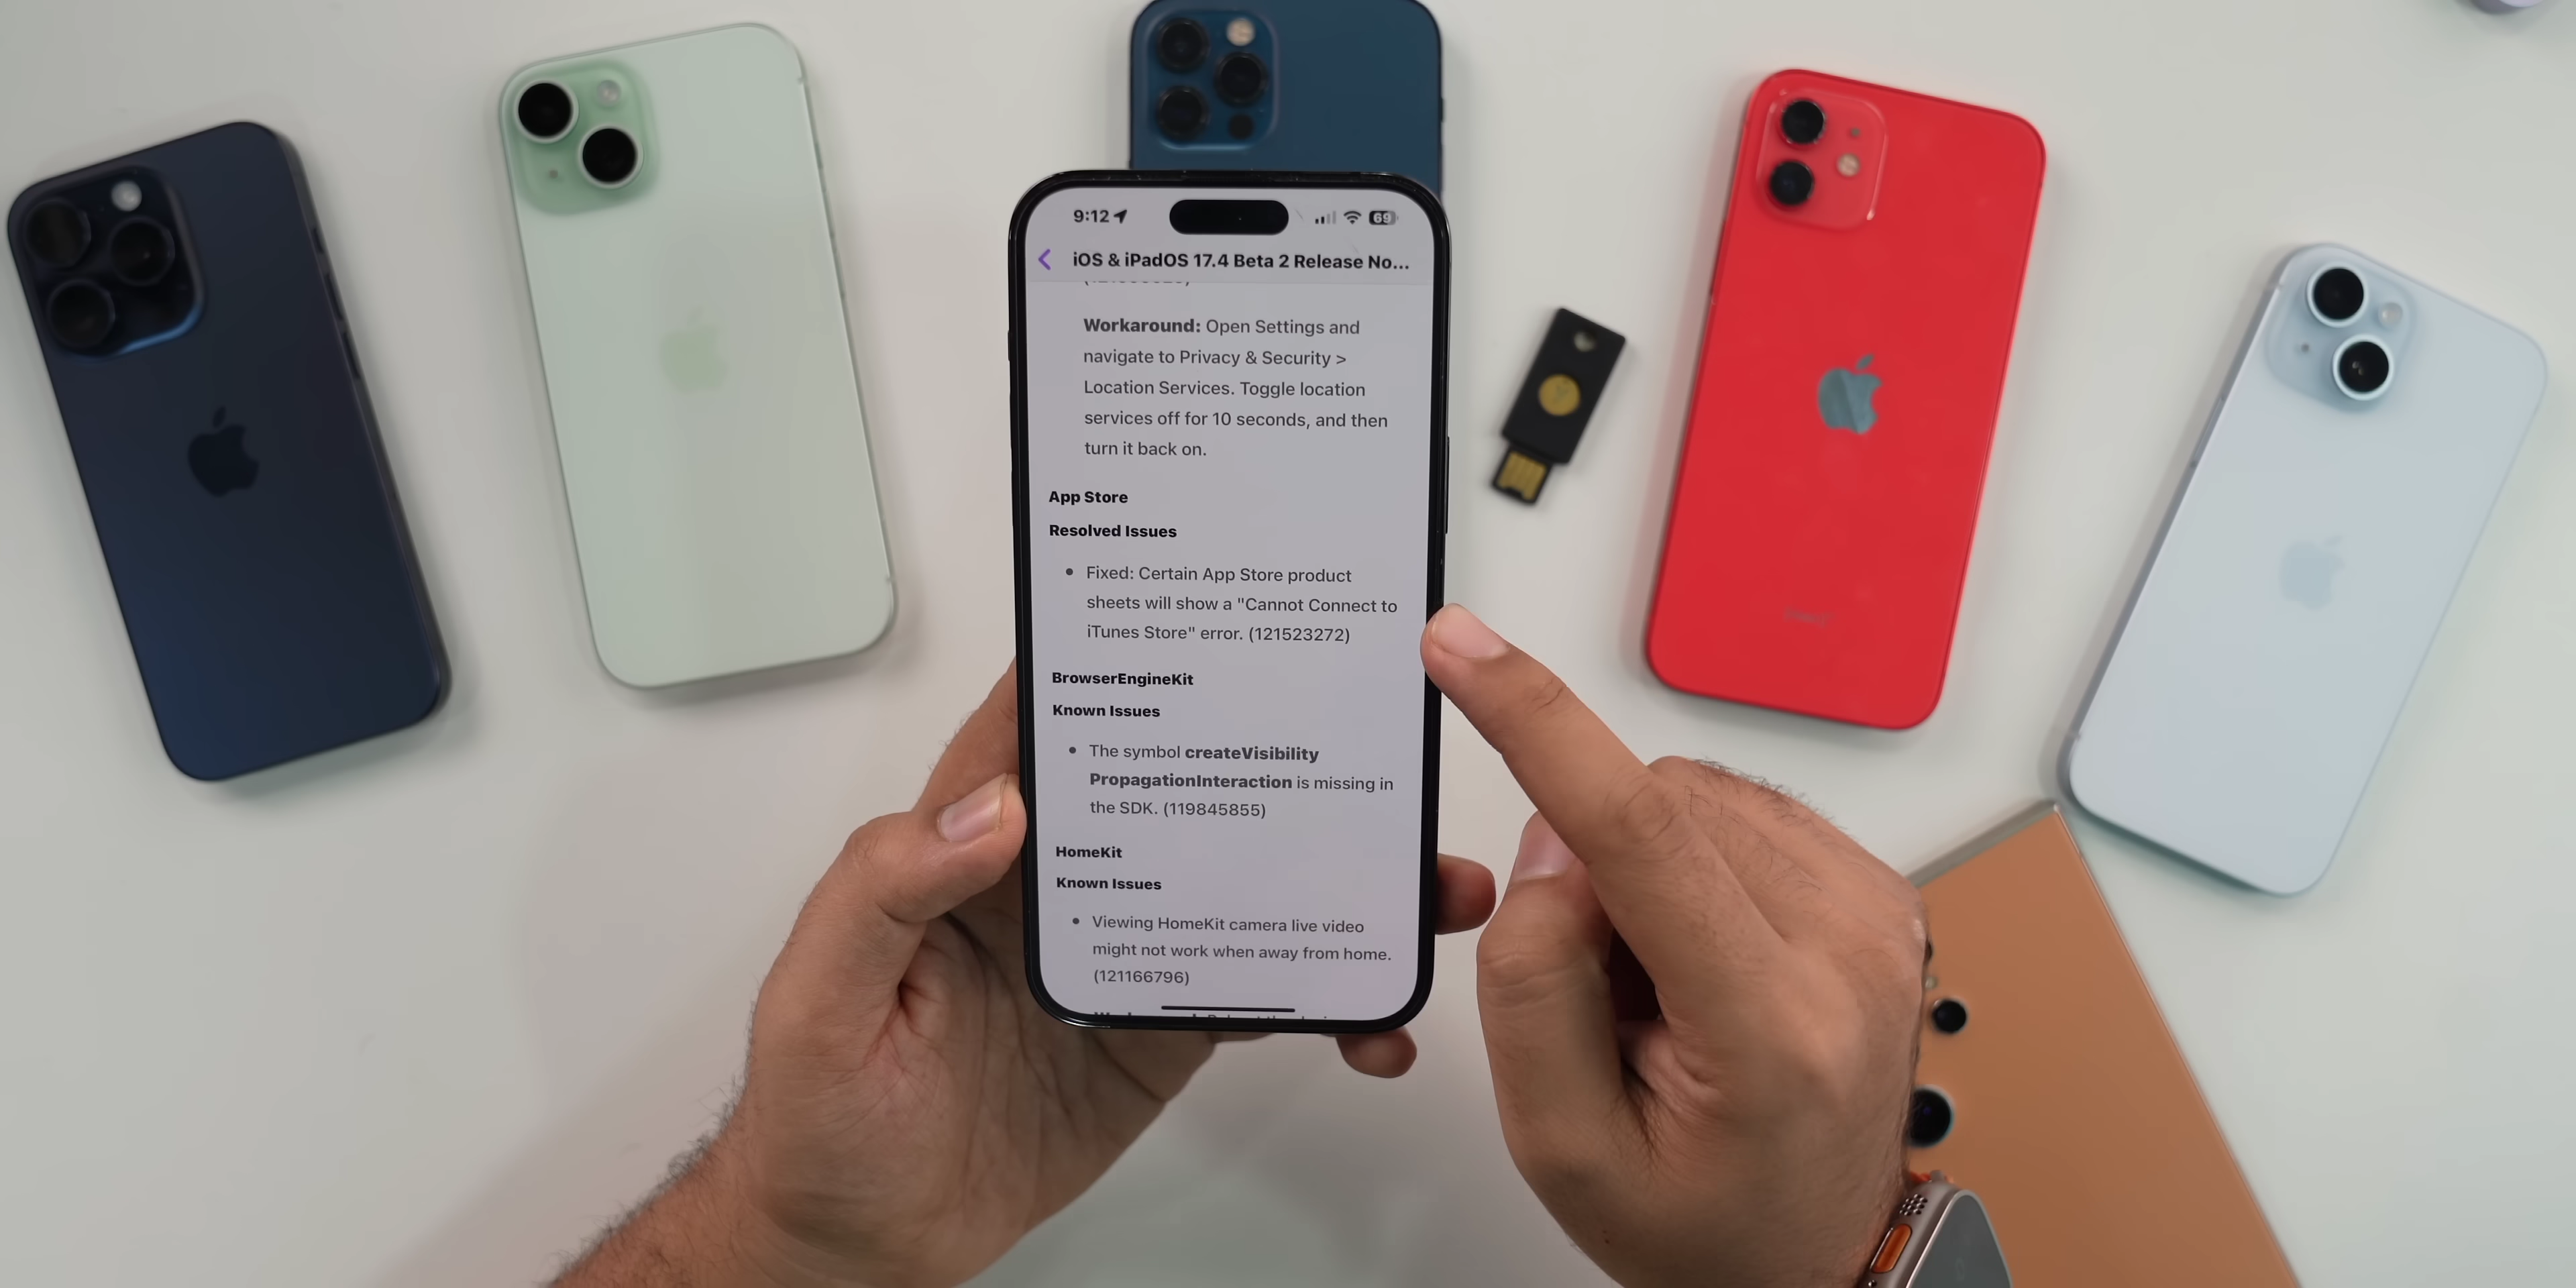 9:12
69
iOS & iPadOS 17.4 Beta 2 Release No...
Workaround: Open Settings and
navigate to Privacy & Security >
Location Services. Toggle location
services off for 10 seconds, and then
turn it back on.
App Store
Resolved Issues
• Fixed: Certain App Store product
sheets will show a "Cannot Connect to
iTunes Store" error. (121523272)
BrowserEngineKit
Known Issues
• The symbol createVisibility
PropagationInteraction is missing in
the SDK. (119845855)
HomeKit
Known Issues
• Viewing HomeKit camera live video
might not work when away from home.
(121166796)